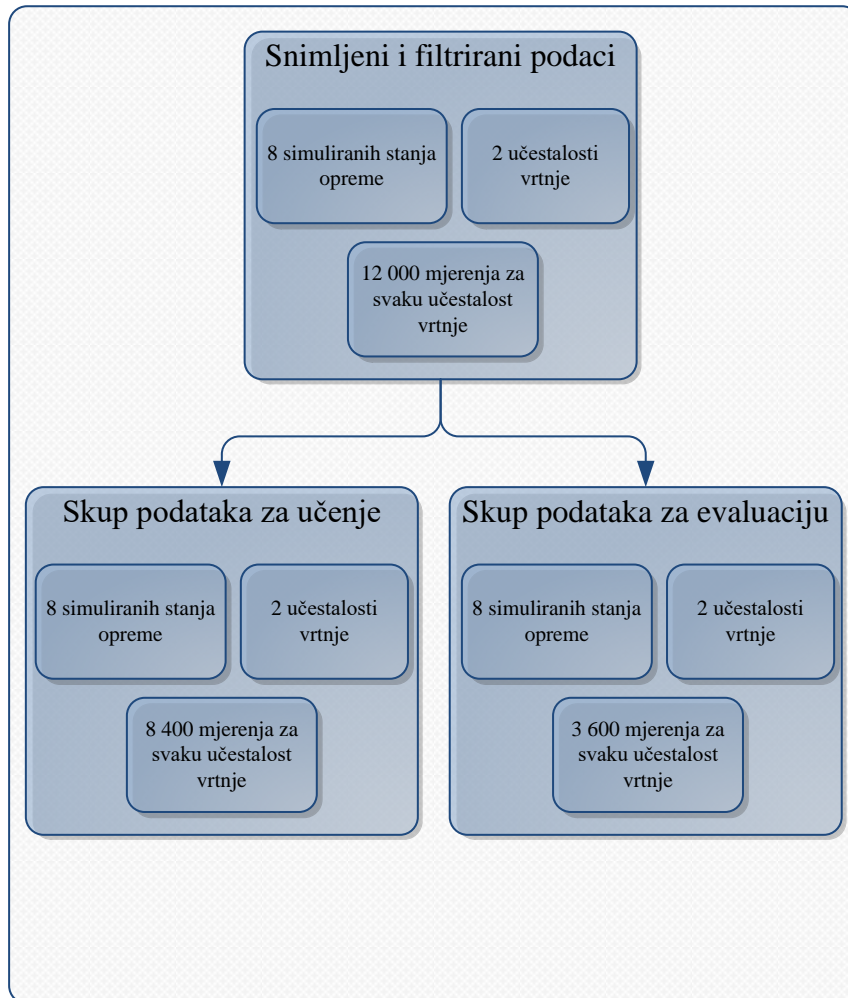 Snimljeni i filtrirani podaci
8 simuliranih stanja
opreme
2 učestalosti
vrtnje
12 000 mjerenja za
svaku učestalost
vrtnje
Skup podataka za učenje
8 simuliranih stanja
opreme
2 učestalosti
vrtnje
8 400 mjerenja za
svaku učestalost
vrtnje
Skup podataka za evaluaciju
8 simuliranih stanja
opreme
2 učestalosti
vrtnje
3 600 mjerenja za
svaku učestalost
vrtnje